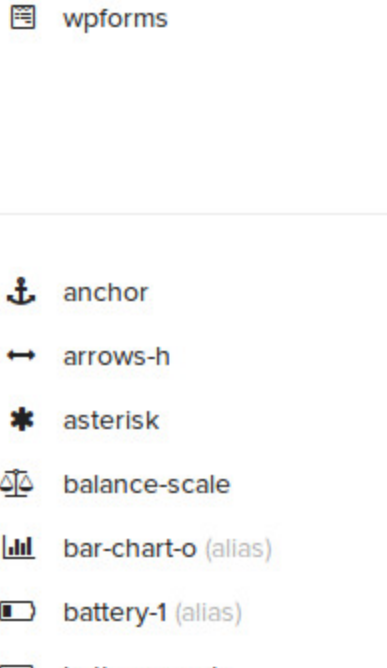 wpforms
anchor
arrows-h
asterisk
balance-scale
bar-chart-o (alias)
battery-1 (alias)